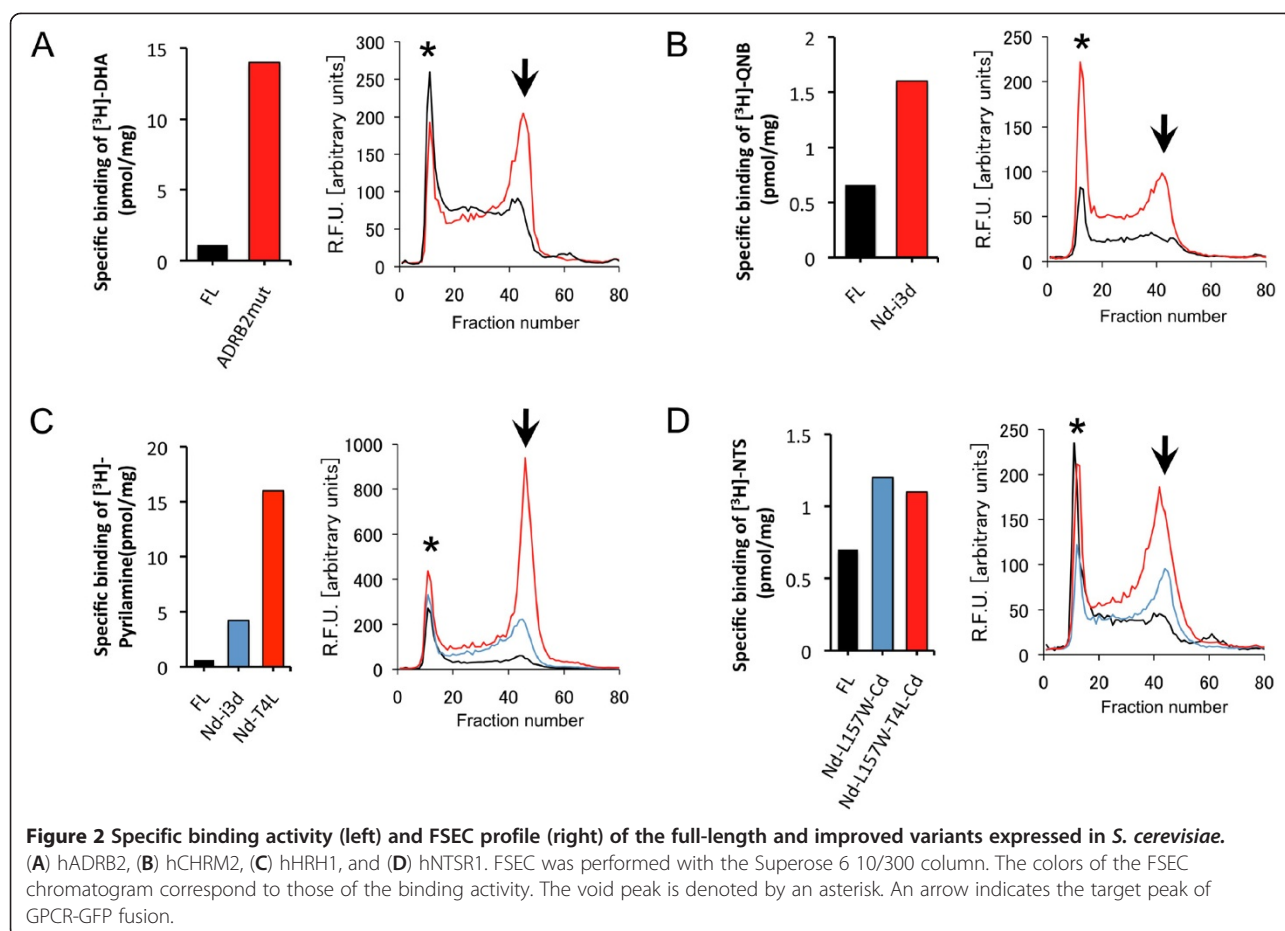 A
Specific binding of [³H]-DHA
(pmol/mg)
15
10
5
0
FL
ADRB2mut
R.F.U. [arbitrary units]
300
250
200
150
100
50
0
*
0 20 40 60 80
Fraction number
B
Specific binding of [³H]-QNB
(pmol/mg)
2
1.5
1
0.5
0
FL
Nd-i3d
R.F.U. [arbitrary units]
250
200
150
100
50
0
*
0 20 40 60 80
Fraction number
C
Specific binding of [³H]-
Pyrilamine(pmol/mg)
20
15
10
5
0
FL
Nd-i3d
Nd-T4L
R.F.U. [arbitrary units]
1000
800
600
400
200
0
*
0 20 40 60 80
Fraction number
D
Specific binding of [³H]-NTS
(pmol/mg)
1.5
1
0.5
0
FL
Nd-L157W-Cd
Nd-L157W-T4L-Cd
R.F.U. [arbitrary units]
250
200
150
100
50
0
*
0 20 40 60 80
Fraction number
Figure 2 Specific binding activity (left) and FSEC profile (right) of the full-length and improved variants expressed in S. cerevisiae.
(A) hADRB2, (B) hCHRM2, (C) hHRH1, and (D) hNTSR1. FSEC was performed with the Superose 6 10/300 column. The colors of the FSEC
chromatogram correspond to those of the binding activity. The void peak is denoted by an asterisk. An arrow indicates the target peak of
GPCR-GFP fusion.